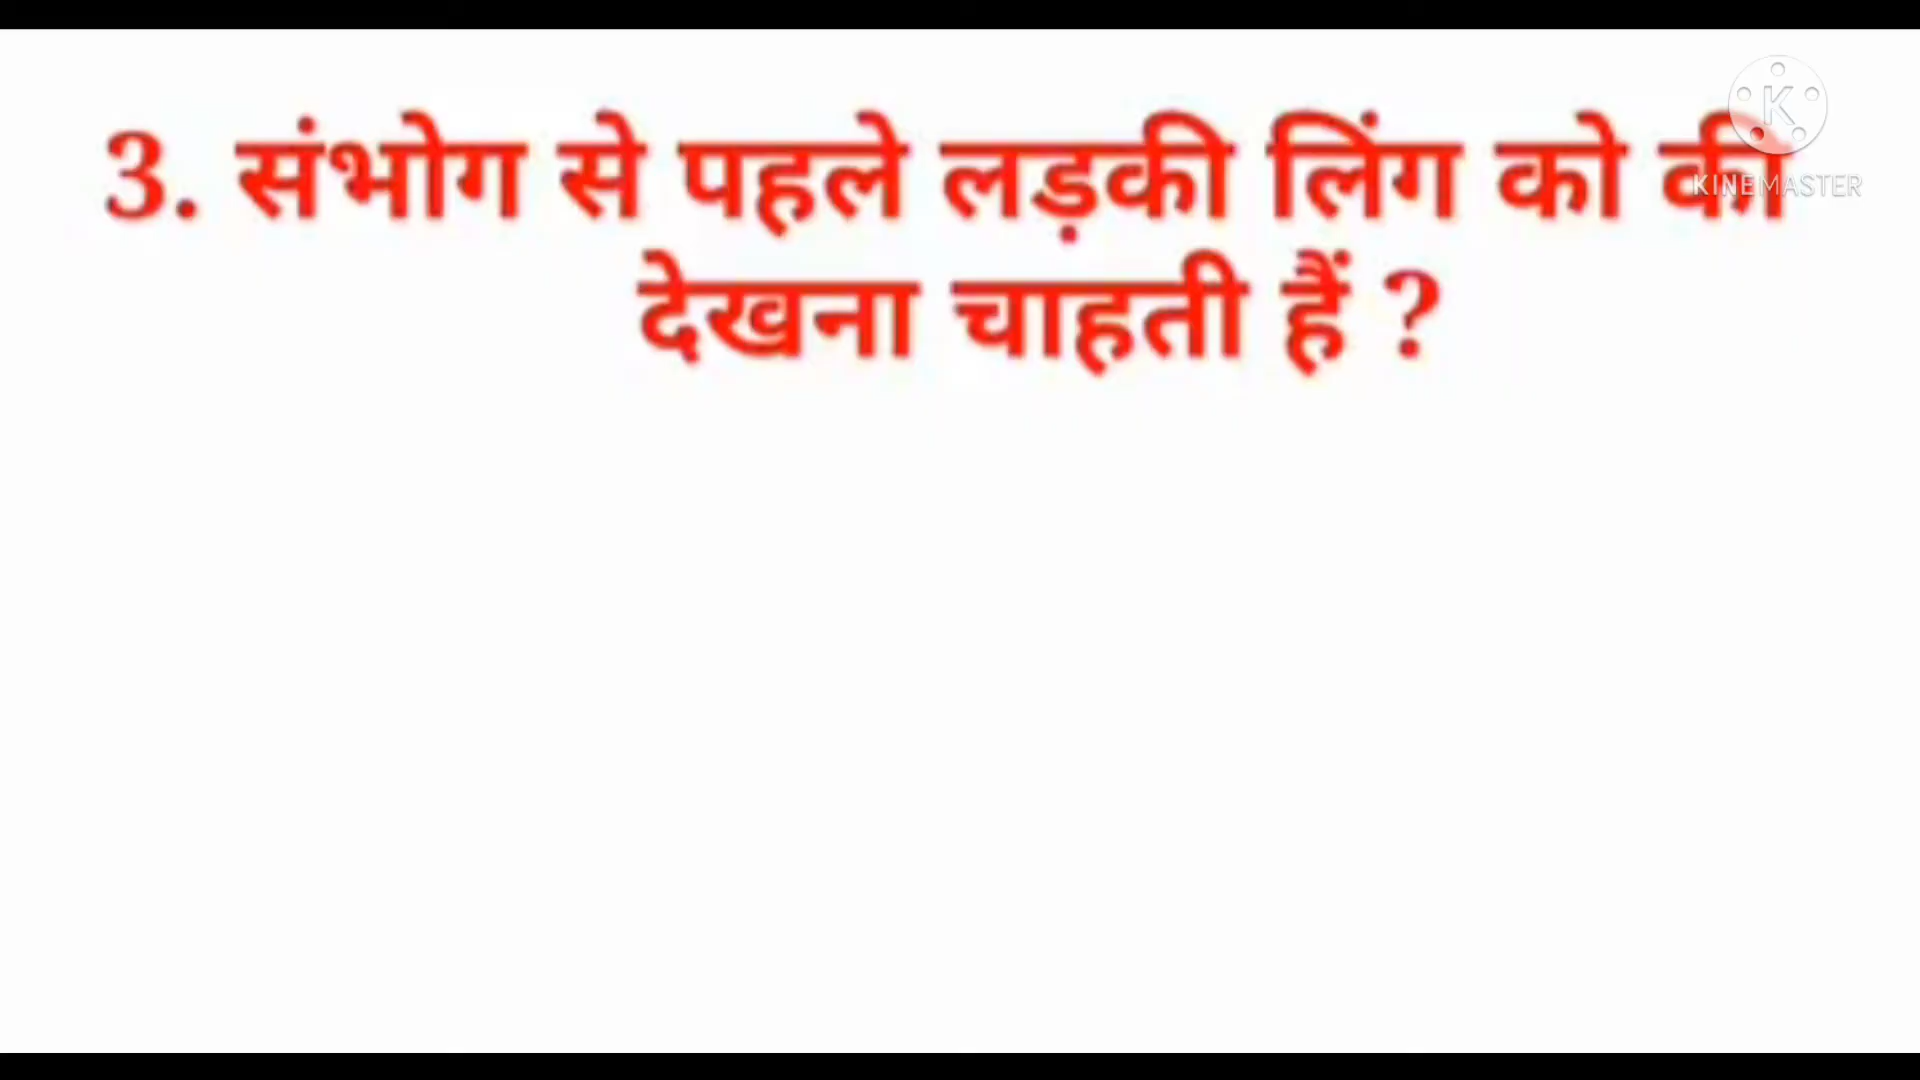 3. संभोग से पहले लड़की लिंग को की
देखना चाहती हैं ?
KINEMASTER